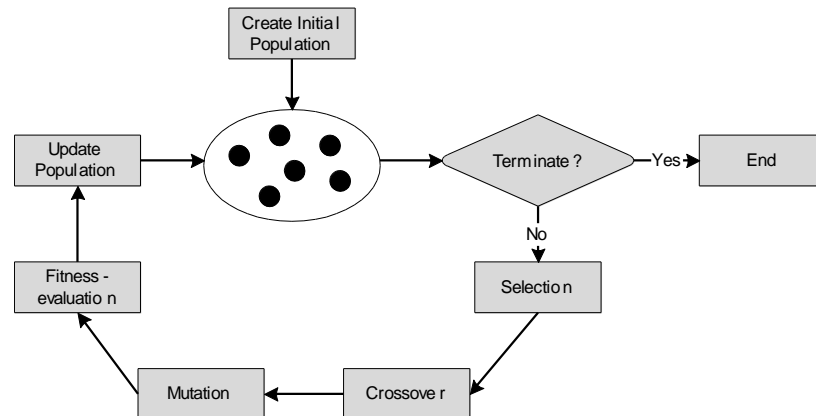 Create Initial
Population
Update
Population
Terminate ?
Yes
End
No
Fitness -
evaluation
Selection
Mutation
Crossover